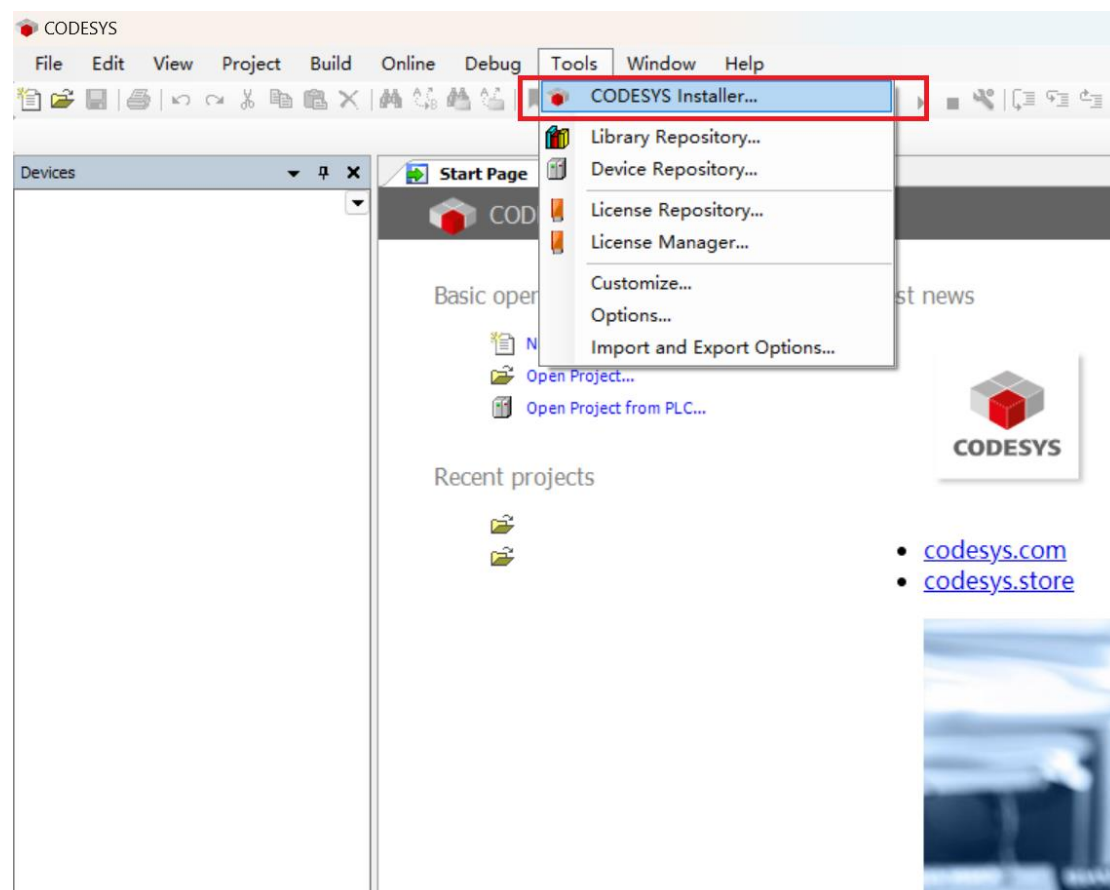 CODESYS
File Edit View Project Build Online Debug Tools Window Help
CODESYS Installer...
Library Repository...
Device Repository...
License Repository...
License Manager...
Customize...
Options...
Import and Export Options...
Devices
Start Page
COD
Basic oper
N
Open Project...
Open Project from PLC...
Recent projects
st news
CODESYS
codesys.com
codesys.store